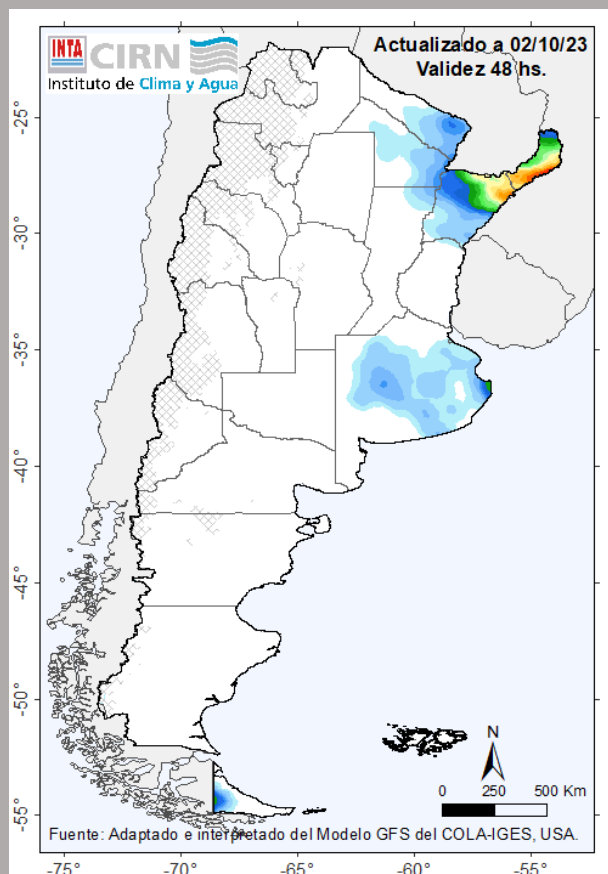 INTA CIRN
Instituto de Clima y Agua
Actualizado a 02/10/23
Validez 48 hs.
-25°
-30°
-35°
-40°
-45°
-50°
-55°
N
0 250 500 Km
Fuente: Adaptado e interpretado del Modelo GFS del COLA-IGES, USA.
-75° -70° -65° -60° -55°